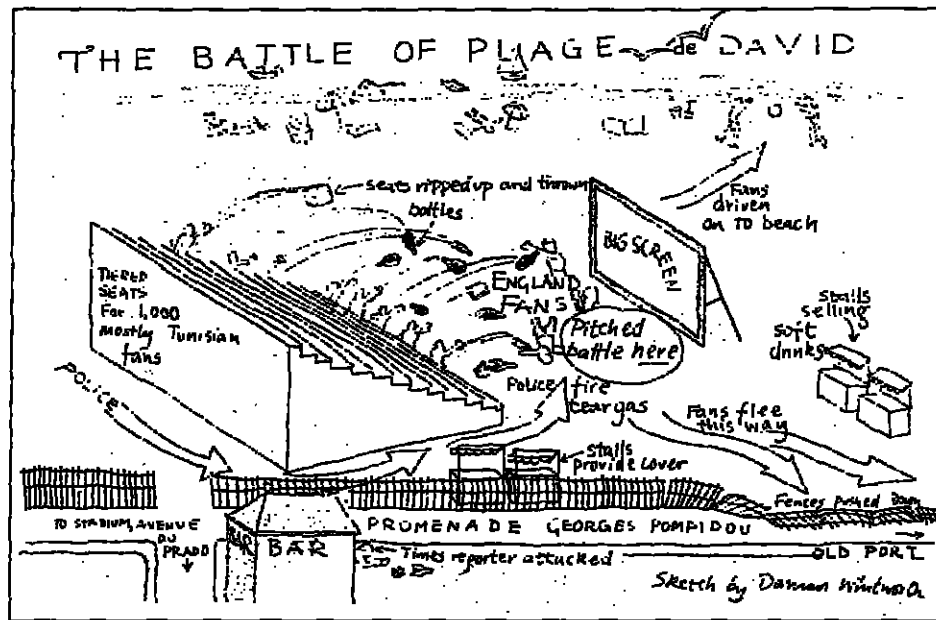 THE BATTLE OF PLIAGE de DAVID
seats ripped up and thrown
bottles
Fans
driven
on TO beach
BIG SCREEN
TIERED
SEATS
For 1,000
mostly Tunisian
fans
ENGLAND
FANS
Pitched
battle here
Stalls
selling
soft
drinks
POLICE
Police fire
tear gas
Fans flee
this way
stalls
provide cover
Fences pushed Down
TO STADIUM, AVENUE
DU
PRADO
PROMENADE GEORGES POMPIDOU
BAR
BAR
Times reporter attacked
OLD PORT
Sketch by Damian